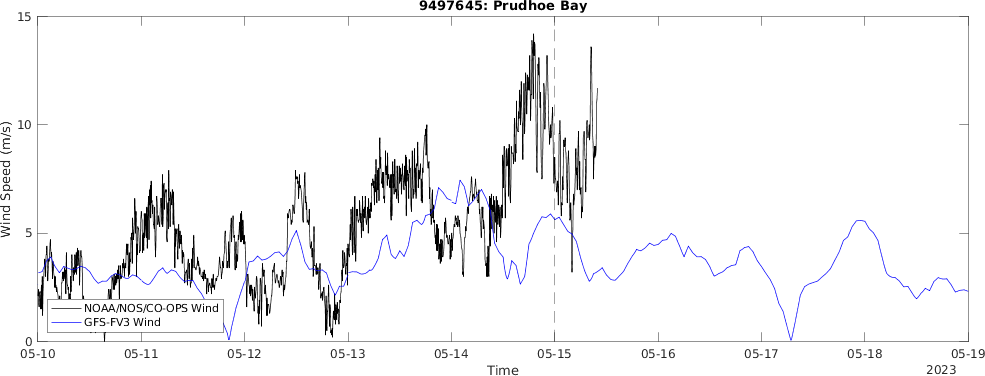 9497645: Prudhoe Bay
15
10
5
0
Wind Speed (m/s)
NOAA/NOS/CO-OPS Wind
GFS-FV3 Wind
05-10 05-11 05-12 05-13 05-14 05-15 05-16 05-17 05-18 05-19
Time
2023